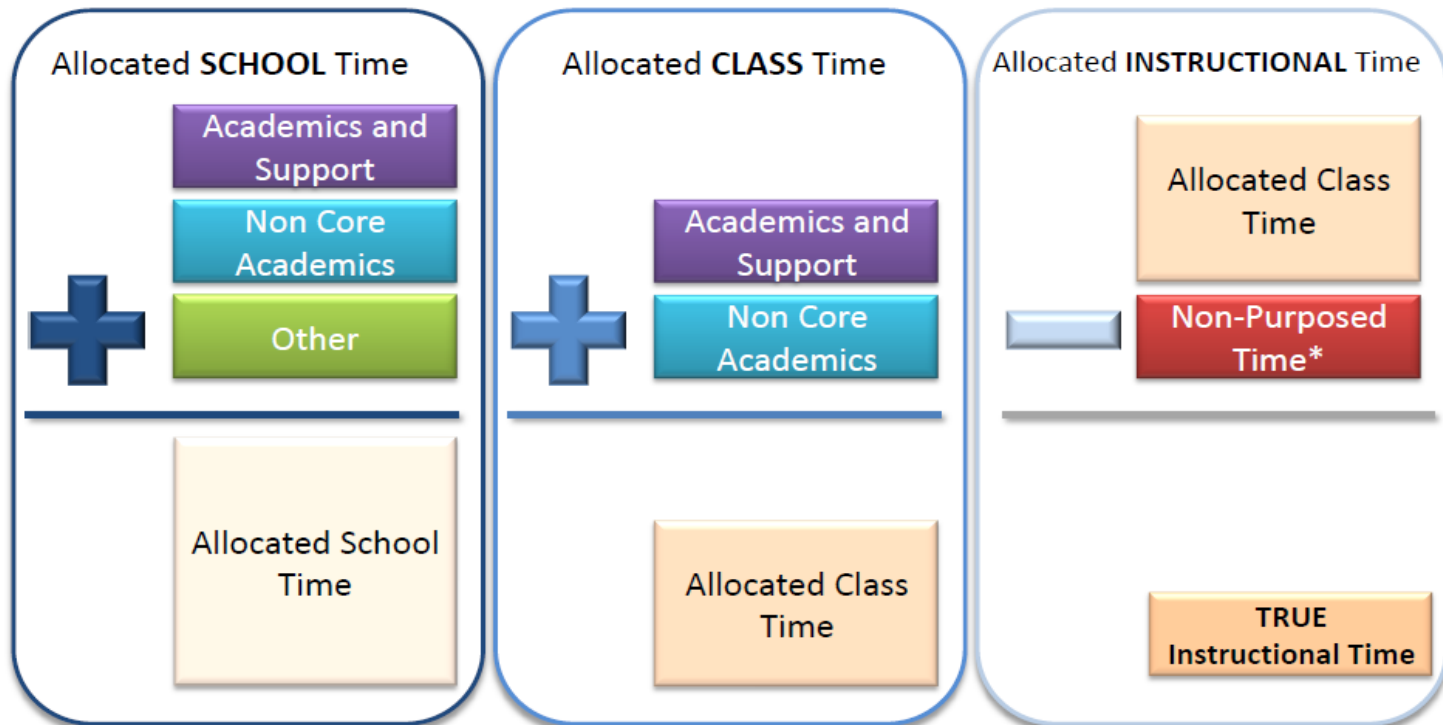 Allocated SCHOOL Time
Academics and
Support
Non Core
Academics
Other
Allocated School
Time
Allocated CLASS Time
Academics and
Support
Non Core
Academics
Allocated Class
Time
Allocated INSTRUCTIONAL Time
Allocated Class
Time
Non-Purposed
Time*
TRUE
Instructional Time